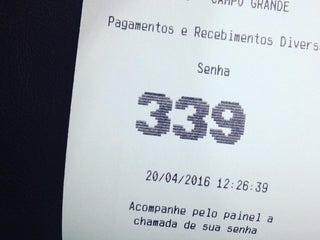 CAMPO GRANDE
Pagamentos e Recebimentos Divers
Senha
339
20/04/2016 12:26:39
Acompanhe pelo painel a
chamada de sua senha